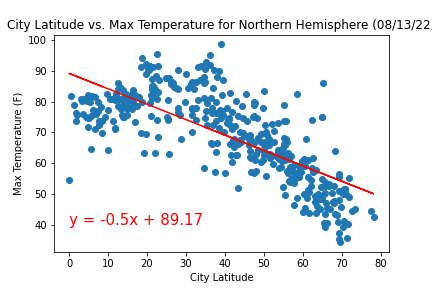 City Latitude vs. Max Temperature for Northern Hemisphere (08/13/22
100
90
80
70
60
50
40
Max Temperature (F)
y = -0.5x + 89.17
0 10 20 30 40 50 60 70 80
City Latitude